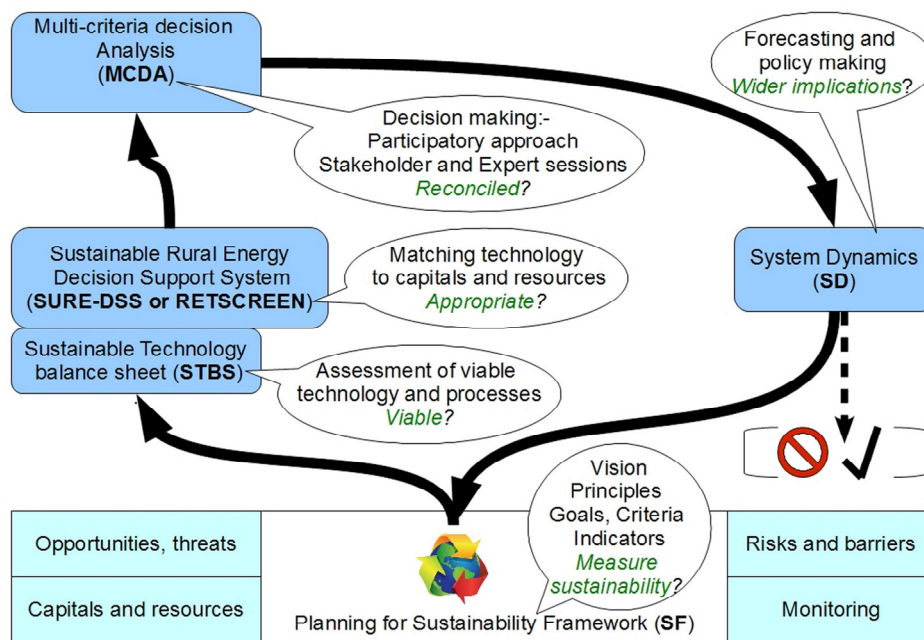 Multi-criteria decision
Analysis
(MCDA)
Forecasting and
policy making
Wider implications?
Decision making:-
Participatory approach
Stakeholder and Expert sessions
Reconciled?
Sustainable Rural Energy
Decision Support System
(SURE-DSS or RETSCREEN)
Matching technology
to capitals and resources
Appropriate?
System Dynamics
(SD)
Sustainable Technology
balance sheet (STBS)
Assessment of viable
technology and processes
Viable?
Vision
Principles
Goals, Criteria
Indicators
Measure
sustainability?
Opportunities, threats
Risks and barriers
Capitals and resources
Planning for Sustainability Framework (SF)
Monitoring